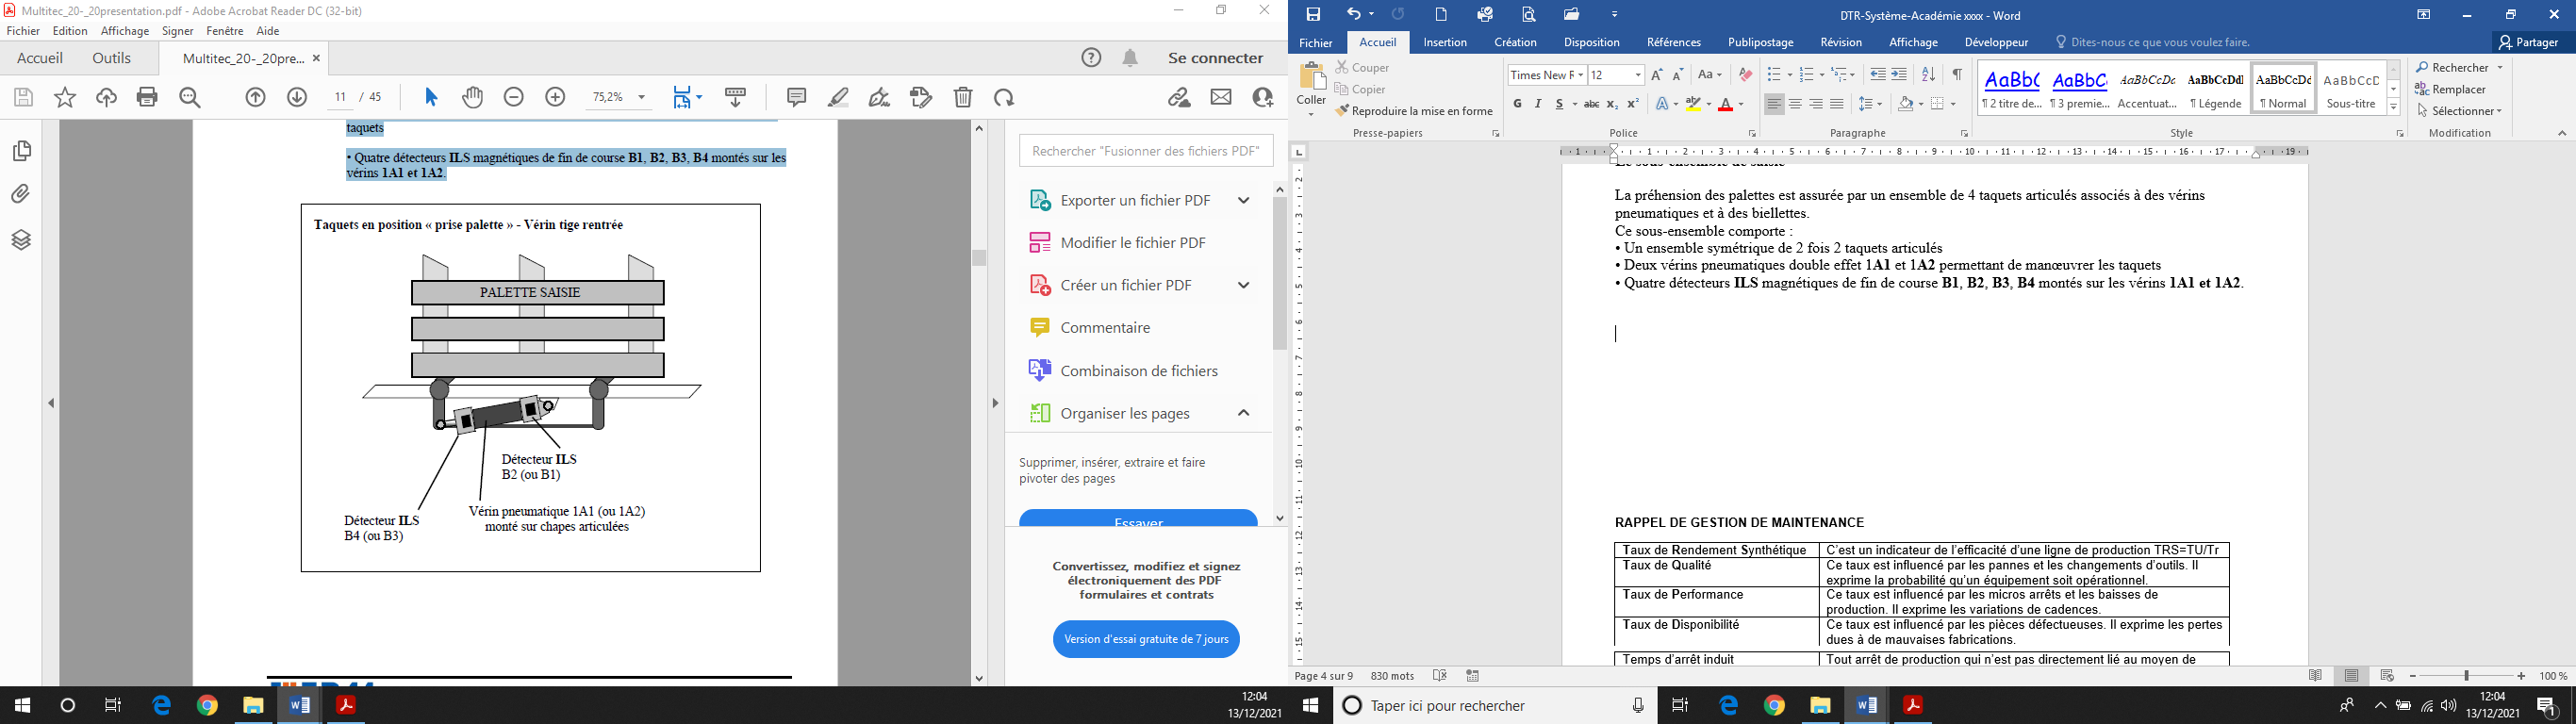 Multitec_20-_20presentation.pdf - Adobe Acrobat Reader DC (32-bit)
Fichier Edition Affichage Signer Fenêtre Aide
Accueil Outils Multitec_20-_20pre... × Se connecter
11 / 45 75,2%
taquets
• Quatre détecteurs ILS magnétiques de fin de course B1, B2, B3, B4 montés sur les
vérins 1A1 et 1A2.
Taquets en position « prise palette » - Vérin tige rentrée
PALETTE SAISIE
Détecteur ILS
B2 (ou B1)
Vérin pneumatique 1A1 (ou 1A2)
monté sur chapes articulées
Détecteur ILS
B4 (ou B3)
Rechercher "Fusionner des fichiers PDF"
Exporter un fichier PDF
Modifier le fichier PDF
Créer un fichier PDF
Commentaire
Combinaison de fichiers
Organiser les pages
Supprimer, insérer, extraire et faire
pivoter des pages
Essayer
Convertissez, modifiez et signez
électroniquement des PDF
formulaires et contrats
Version d'essai gratuite de 7 jours
12:04
13/12/2021
DTR-Système-Académie xxxx - Word
Fichier Accueil Insertion Création Disposition Références Publipostage Révision Affichage Développeur Dites-nous ce que vous voulez faire. Partager
Coller
Couper
Copier
Reproduire la mise en forme
Presse-papiers
Times New R 12
G I S abc x₂ x²
Police
Paragraphe
AaBbC AaBbC AaBbCcDc AaBbCcDdI AaBbCcDd AaBbCcD
¶ 2 titre de... ¶ 3 premie... Accentuat... ¶ Légende ¶ Normal Sous-titre
Style
Rechercher
Remplacer
Sélectionner
Modification
Le sous-ensemble de saisie
La préhension des palettes est assurée par un ensemble de 4 taquets articulés associés à des vérins
pneumatiques et à des biellettes.
Ce sous-ensemble comporte :
• Un ensemble symétrique de 2 fois 2 taquets articulés
• Deux vérins pneumatiques double effet 1A1 et 1A2 permettant de manœuvrer les taquets
• Quatre détecteurs ILS magnétiques de fin de course B1, B2, B3, B4 montés sur les vérins 1A1 et 1A2.
RAPPEL DE GESTION DE MAINTENANCE
Taux de Rendement Synthétique C'est un indicateur de l'efficacité d'une ligne de production TRS=TU/Tr
Taux de Qualité Ce taux est influencé par les pannes et les changements d'outils. Il
exprime la probabilité qu'un équipement soit opérationnel.
Taux de Performance Ce taux est influencé par les micros arrêts et les baisses de
production. Il exprime les variations de cadences.
Taux de Disponibilité Ce taux est influencé par les pièces défectueuses. Il exprime les pertes
dues à de mauvaises fabrications.
Temps d'arrêt induit Tout arrêt de production qui n'est pas directement lié au moyen de
Page 4 sur 9 830 mots 100 %
Taper ici pour rechercher
12:04
13/12/2021